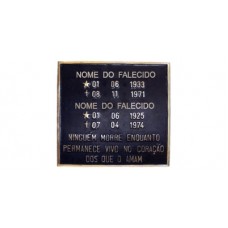 NOME DO FALECIDO
★ 01 06 1933
† 08 11 1971
NOME DO FALECIDO
★ 01 06 1925
† 07 04 1974
NINGUEM MORRE ENQUANTO
PERMANECE VIVO NO CORAÇÃO
DOS QUE O AMAM